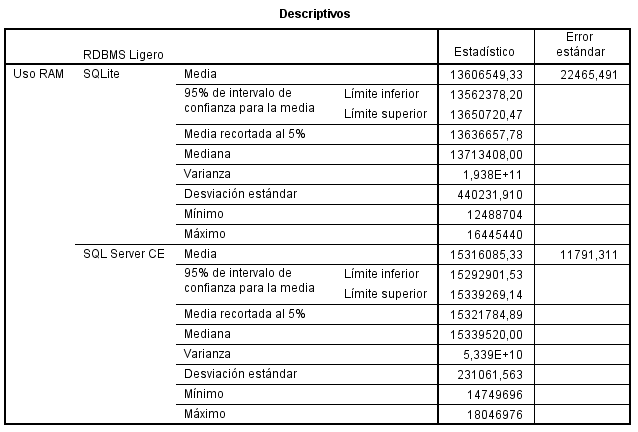 Descriptivos
RDBMS Ligero Estadístico Error estándar
Uso RAM SQLite Media 13606549,33 22465,491
95% de intervalo de confianza para la media Límite inferior 13562378,20
Límite superior 13650720,47
Media recortada al 5% 13636657,78
Mediana 13713408,00
Varianza 1,938E+11
Desviación estándar 440231,910
Mínimo 12488704
Máximo 16445440
SQL Server CE Media 15316085,33 11791,311
95% de intervalo de confianza para la media Límite inferior 15292901,53
Límite superior 15339269,14
Media recortada al 5% 15321784,89
Mediana 15339520,00
Varianza 5,339E+10
Desviación estándar 231061,563
Mínimo 14749696
Máximo 18046976